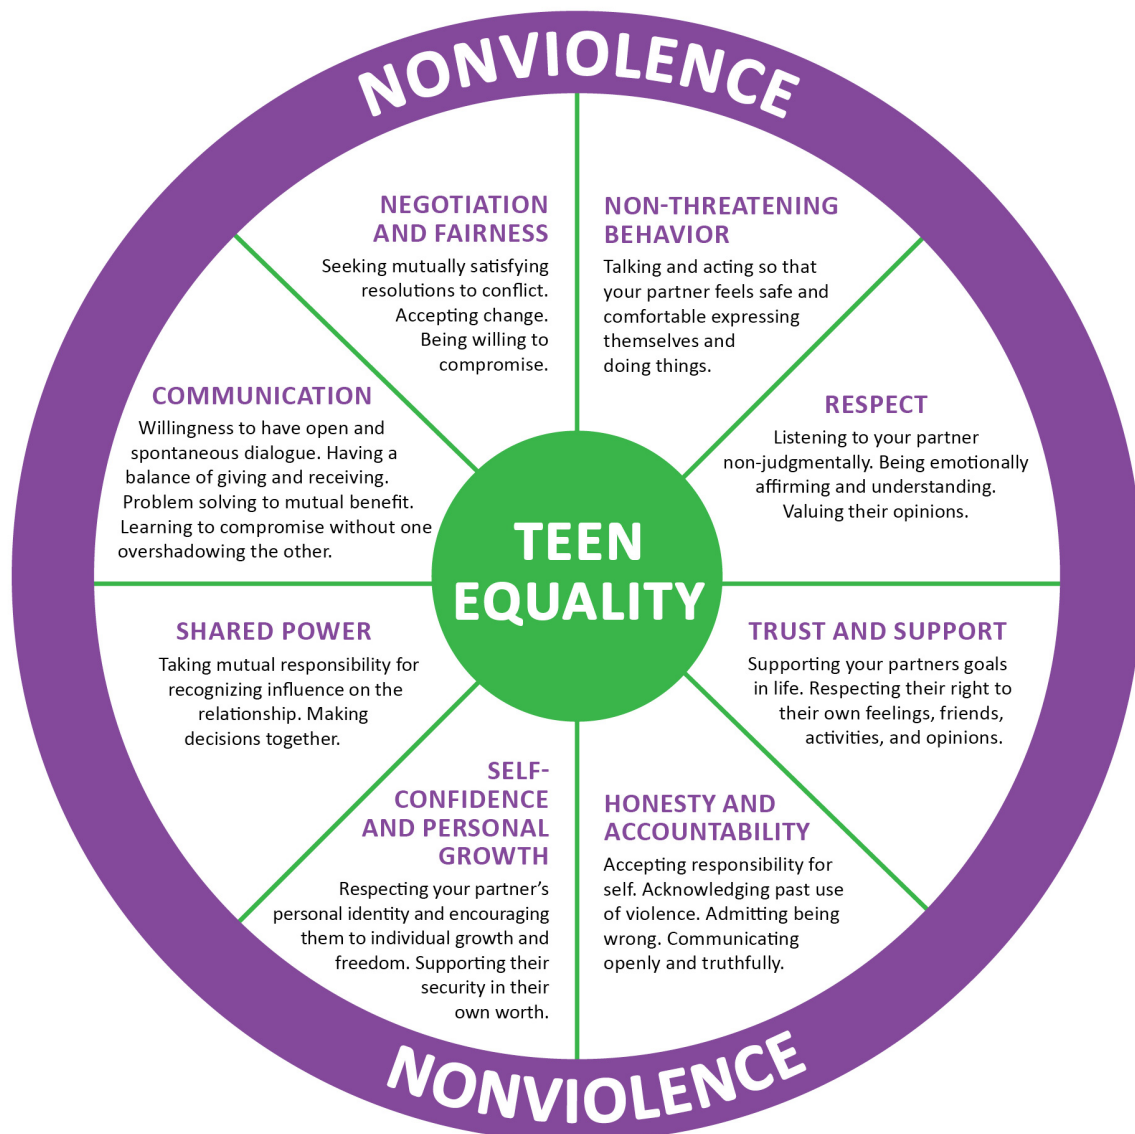 NONVIOLENCE
NEGOTIATION
AND FAIRNESS
Seeking mutually satisfying
resolutions to conflict.
Accepting change.
Being willing to
compromise.
NON-THREATENING
BEHAVIOR
Talking and acting so that
your partner feels safe and
comfortable expressing
themselves and
doing things.
COMMUNICATION
Willingness to have open and
spontaneous dialogue. Having a
balance of giving and receiving.
Problem solving to mutual benefit.
Learning to compromise without one
overshadowing the other.
RESPECT
Listening to your partner
non-judgmentally. Being emotionally
affirming and understanding.
Valuing their opinions.
TEEN
EQUALITY
SHARED POWER
Taking mutual responsibility for
recognizing influence on the
relationship. Making
decisions together.
TRUST AND SUPPORT
Supporting your partners goals
in life. Respecting their right to
their own feelings, friends,
activities, and opinions.
SELF-
CONFIDENCE
AND PERSONAL
GROWTH
Respecting your partner’s
personal identity and encouraging
them to individual growth and
freedom. Supporting their
security in their
own worth.
HONESTY AND
ACCOUNTABILITY
Accepting responsibility for
self. Acknowledging past use
of violence. Admitting being
wrong. Communicating
openly and truthfully.
NONVIOLENCE